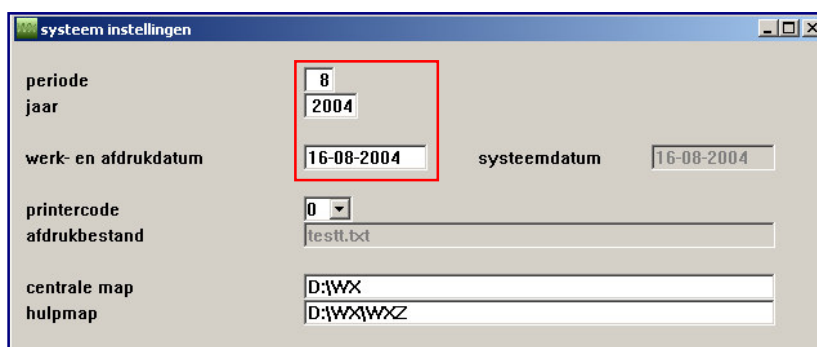 systeem instellingen
periode 8
jaar 2004
werk- en afdrukdatum 16-08-2004 systeemdatum 16-08-2004
printercode 0
afdrukbestand testt.txt
centrale map D:\WX
hulpmap D:\WX\WXZ